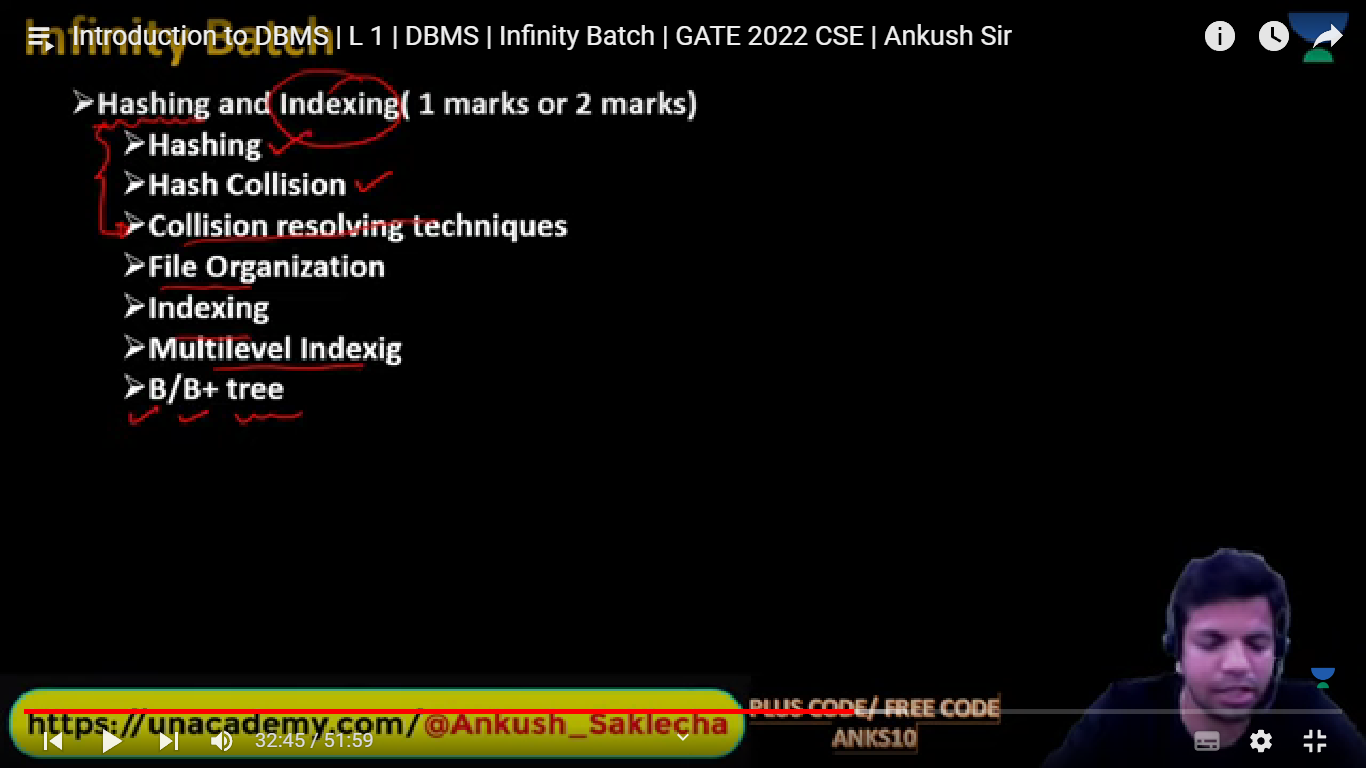 Infinity Batch
Introduction to DBMS | L 1 | DBMS | Infinity Batch | GATE 2022 CSE | Ankush Sir
➢Hashing and Indexing( 1 marks or 2 marks)
➢Hashing
➢Hash Collision
➢Collision resolving techniques
➢File Organization
➢Indexing
➢Multilevel Indexig
➢B/B+ tree
https://unacademy.com/@Ankush_Saklecha
PLUS CODE/ FREE CODE
ANKS10
32:45 / 51:59